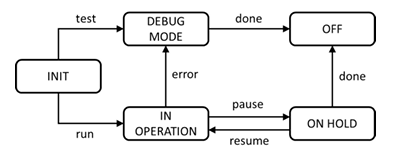 test
DEBUG
MODE
done
OFF
INIT
error
done
run
IN
OPERATION
pause
resume
ON HOLD